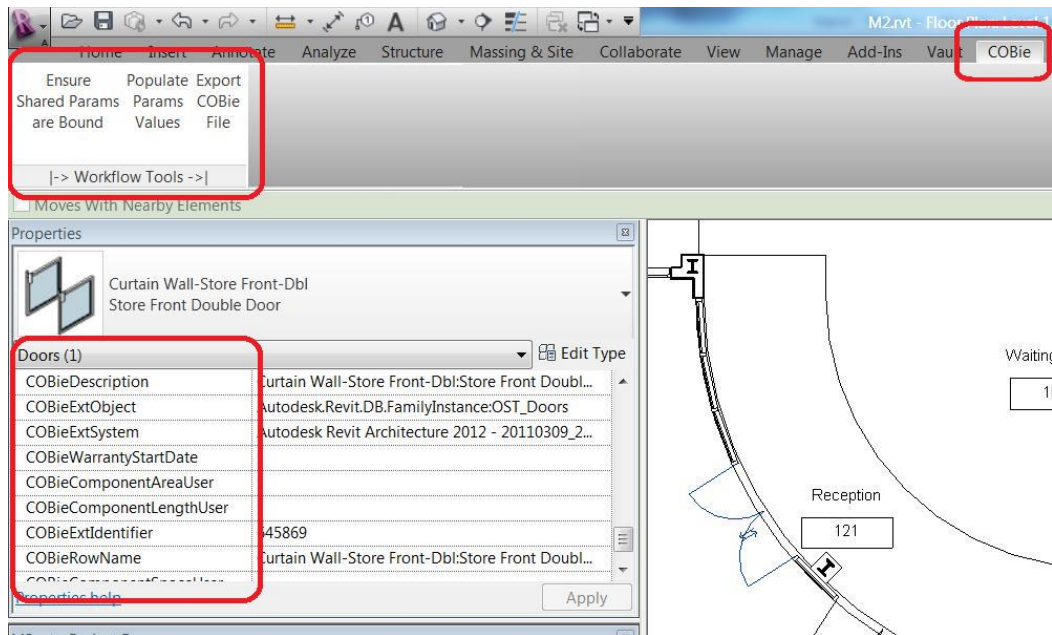 M2.rvt - Floor Plan: Level 1
Home Insert Annotate Analyze Structure Massing & Site Collaborate View Manage Add-Ins Vault COBie
Ensure Populate Export
Shared Params Params COBie
are Bound Values File
|-> Workflow Tools ->|
Moves With Nearby Elements
Properties
Curtain Wall-Store Front-Dbl
Store Front Double Door
Doors (1) Edit Type
COBieDescription Curtain Wall-Store Front-Dbl:Store Front Doubl...
COBieExtObject Autodesk.Revit.DB.FamilyInstance:OST_Doors
COBieExtSystem Autodesk Revit Architecture 2012 - 20110309_2...
COBieWarrantyStartDate
COBieComponentAreaUser
COBieComponentLengthUser
COBieExtIdentifier 545869
COBieRowName Curtain Wall-Store Front-Dbl:Store Front Doubl...
COBieComponentSpaceUser
Properties help Apply
Waiting
Reception
121